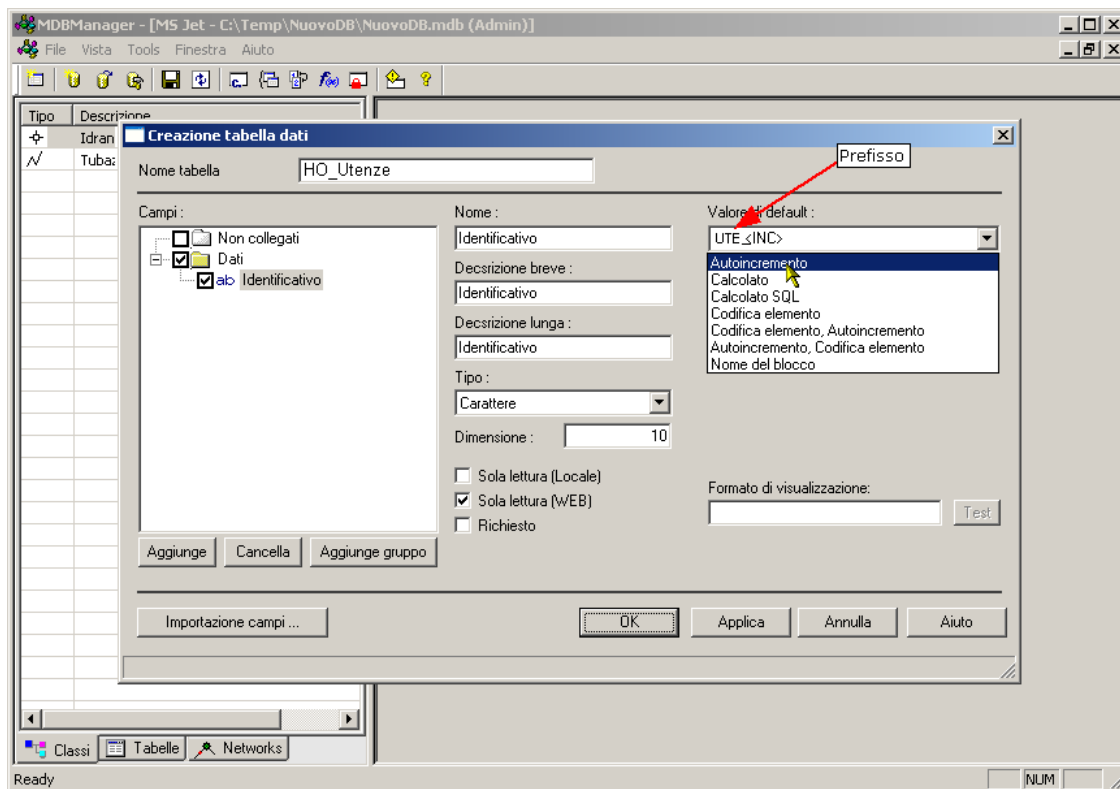 MDBManager - [MS Jet - C:\Temp\NuovoDB\NuovoDB.mdb (Admin)]
File Vista Tools Finestra Aiuto
Tipo Descrizione
Idran
Tubaz
Creazione tabella dati
Nome tabella HO_Utenze
Prefisso
Campi :
Non collegati
Dati
ab Identificativo
Nome :
Identificativo
Decsrizione breve :
Identificativo
Decsrizione lunga :
Identificativo
Tipo :
Carattere
Dimensione : 10
Sola lettura (Locale)
Sola lettura (WEB)
Richiesto
Valore di default :
UTE_<INC>
Autoincremento
Calcolato
Calcolato SQL
Codifica elemento
Codifica elemento, Autoincremento
Autoincremento, Codifica elemento
Nome del blocco
Formato di visualizzazione:
Test
Aggiunge Cancella Aggiunge gruppo
Importazione campi ... OK Applica Annulla Aiuto
Classi Tabelle Networks
Ready NUM